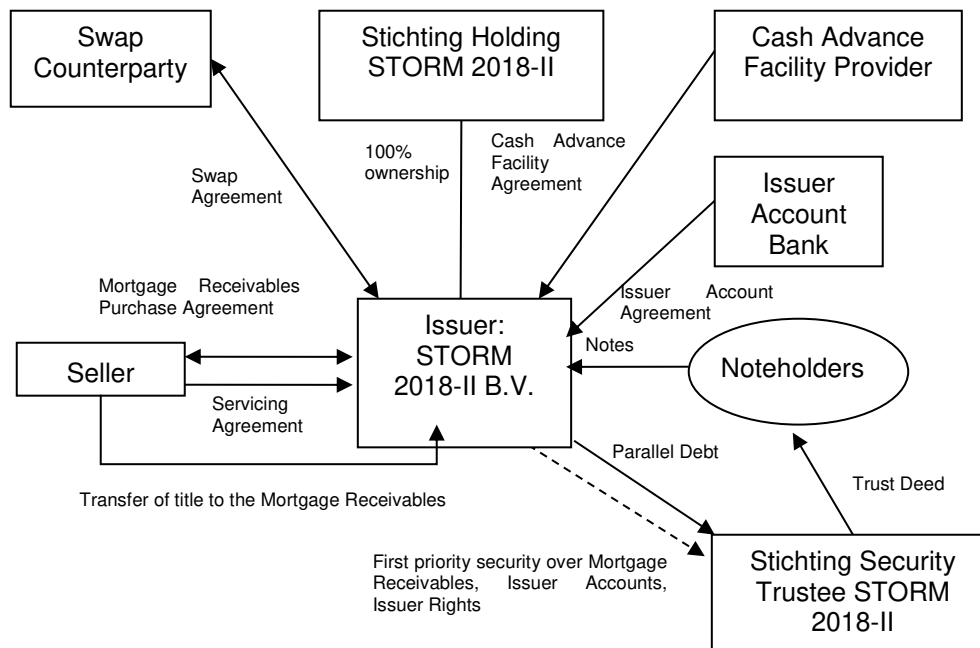 Swap
Counterparty
Stichting Holding
STORM 2018-II
Cash Advance
Facility Provider
Swap
Agreement
100%
ownership
Cash Advance
Facility
Agreement
Issuer
Account
Bank
Mortgage Receivables
Purchase Agreement
Issuer Account
Agreement
Issuer:
STORM
2018-II B.V.
Notes
Seller
Noteholders
Servicing
Agreement
Parallel Debt
Trust Deed
Transfer of title to the Mortgage Receivables
First priority security over Mortgage
Receivables, Issuer Accounts,
Issuer Rights
Stichting Security
Trustee STORM
2018-II